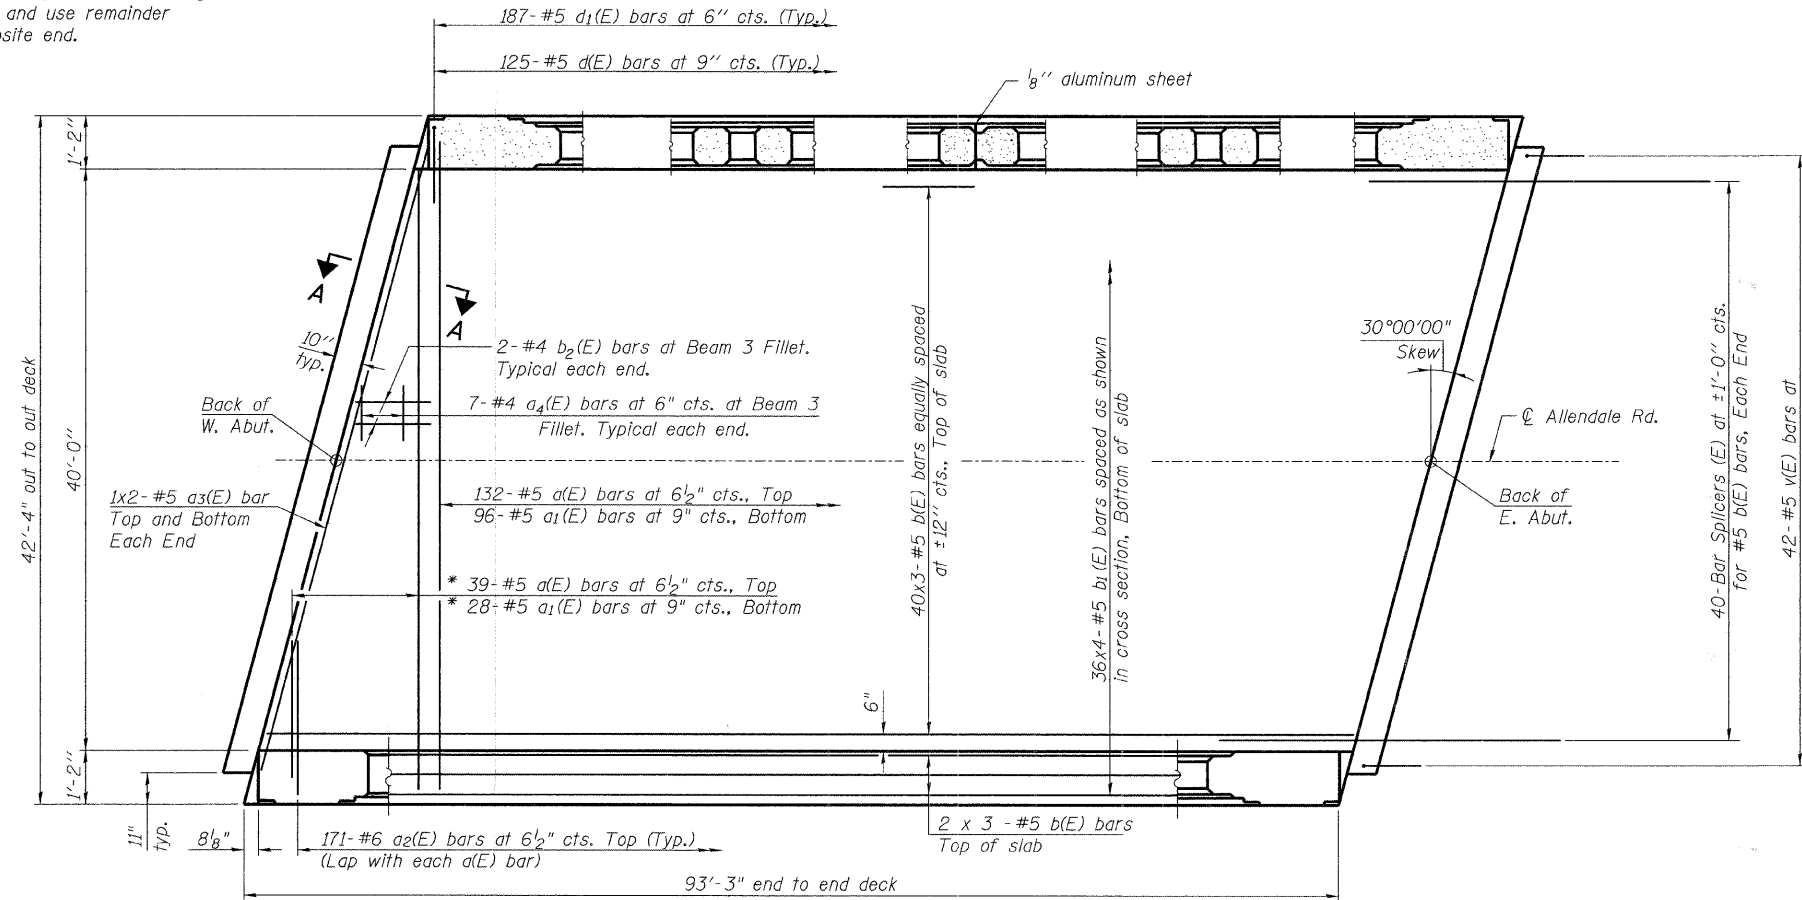 and use remainder
osite end.
187-#5 d₁(E) bars at 6" cts. (Typ.)
125-#5 d(E) bars at 9" cts. (Typ.)
1/8" aluminum sheet
1'-2"
40'-0"
1'-2"
42'-4" out to out deck
A
A
10"
typ.
2-#4 b₂(E) bars at Beam 3 Fillet.
Typical each end.
7-#4 a₄(E) bars at 6" cts. at Beam 3
Fillet. Typical each end.
Back of
W. Abut.
30°00'00"
Skew
℄ Allendale Rd.
1x2-#5 a3(E) bar
Top and Bottom
Each End
132-#5 a(E) bars at 6½" cts., Top
96-#5 a₁(E) bars at 9" cts., Bottom
Back of
E. Abut.
* 39-#5 a(E) bars at 6½" cts., Top
* 28-#5 a₁(E) bars at 9" cts., Bottom
40x3-#5 b(E) bars equally spaced
at ±12" cts., Top of slab
36x4-#5 b₁(E) bars spaced as shown
in cross section, Bottom of slab
40-Bar Splicers (E) at ±1'-0" cts.
for #5 b(E) bars, Each End
42-#5 v(E) bars at
6"
11"
typ.
8⅛"
171-#6 a₂(E) bars at 6½" cts. Top (Typ.)
(Lap with each a(E) bar)
2 x 3 -#5 b(E) bars
Top of slab
93'-3" end to end deck